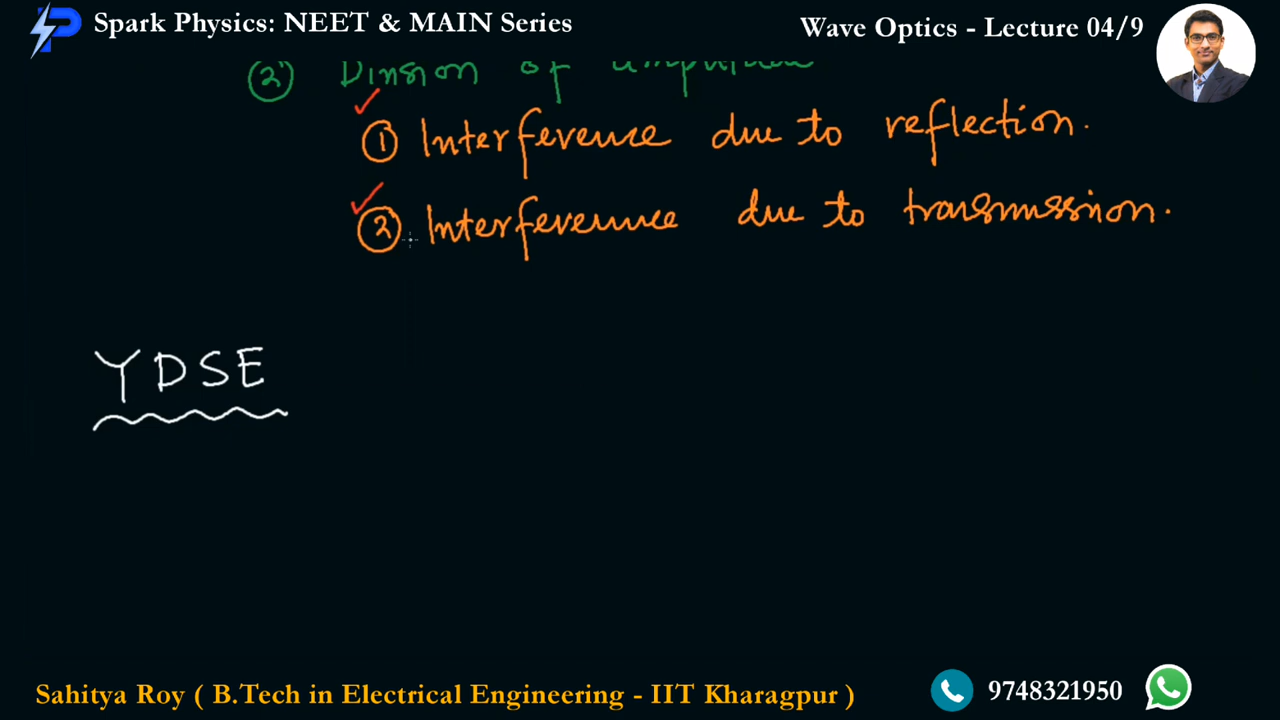 Spark Physics: NEET & MAIN Series
Wave Optics - Lecture 04/9
(2) Division of amplitude
(1) Interference due to reflection.
(2) Interference due to transmission.
YDSE
Sahitya Roy ( B.Tech in Electrical Engineering - IIT Kharagpur )
9748321950